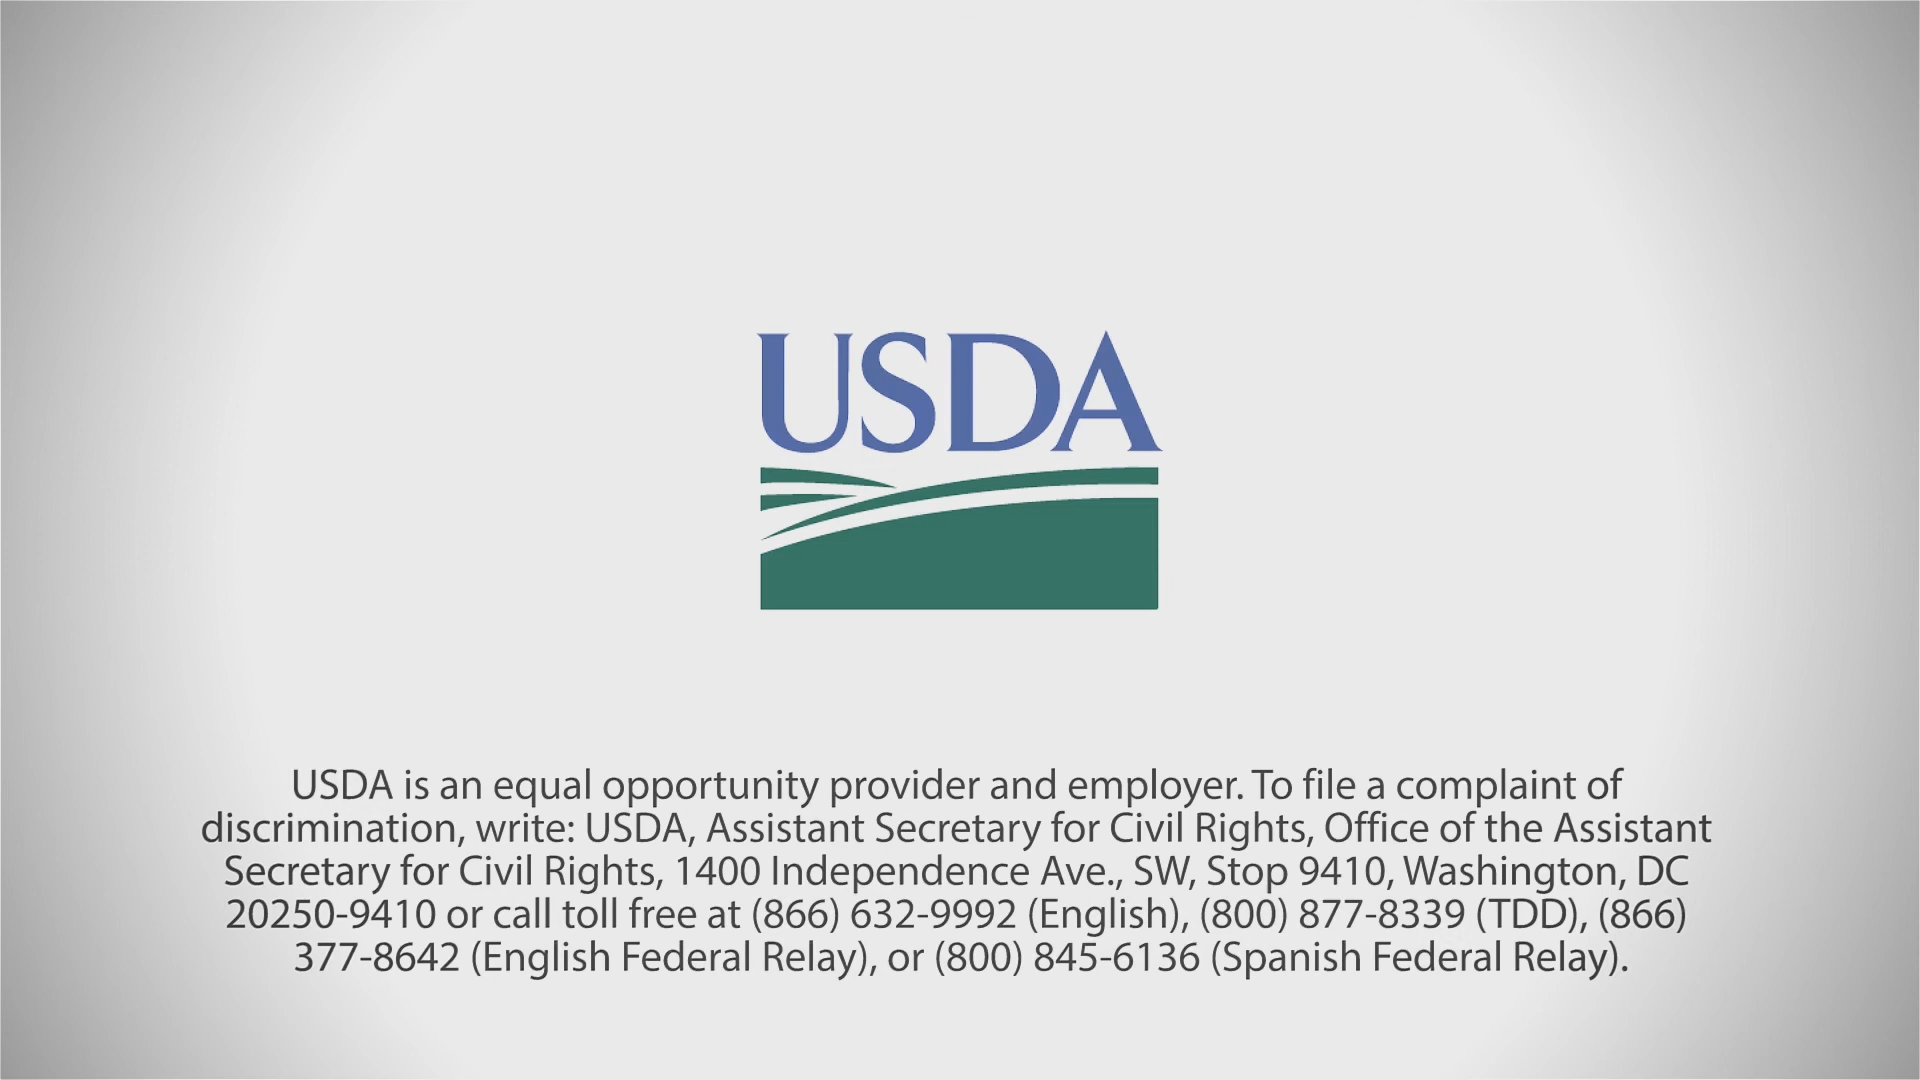 USDA
USDA is an equal opportunity provider and employer. To file a complaint of
discrimination, write: USDA, Assistant Secretary for Civil Rights, Office of the Assistant
Secretary for Civil Rights, 1400 Independence Ave., SW, Stop 9410, Washington, DC
20250-9410 or call toll free at (866) 632-9992 (English), (800) 877-8339 (TDD), (866)
377-8642 (English Federal Relay), or (800) 845-6136 (Spanish Federal Relay).